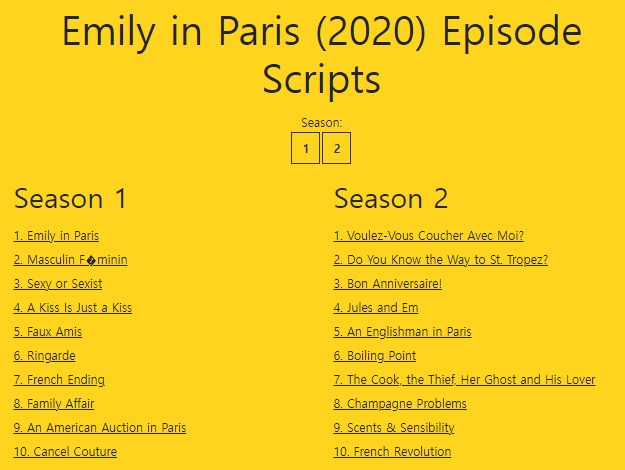 Emily in Paris (2020) Episode
Scripts
Season:
1 2
Season 1
1. Emily in Paris
2. Masculin F�minin
3. Sexy or Sexist
4. A Kiss Is Just a Kiss
5. Faux Amis
6. Ringarde
7. French Ending
8. Family Affair
9. An American Auction in Paris
10. Cancel Couture
Season 2
1. Voulez-Vous Coucher Avec Moi?
2. Do You Know the Way to St. Tropez?
3. Bon Anniversaire!
4. Jules and Em
5. An Englishman in Paris
6. Boiling Point
7. The Cook, the Thief, Her Ghost and His Lover
8. Champagne Problems
9. Scents & Sensibility
10. French Revolution